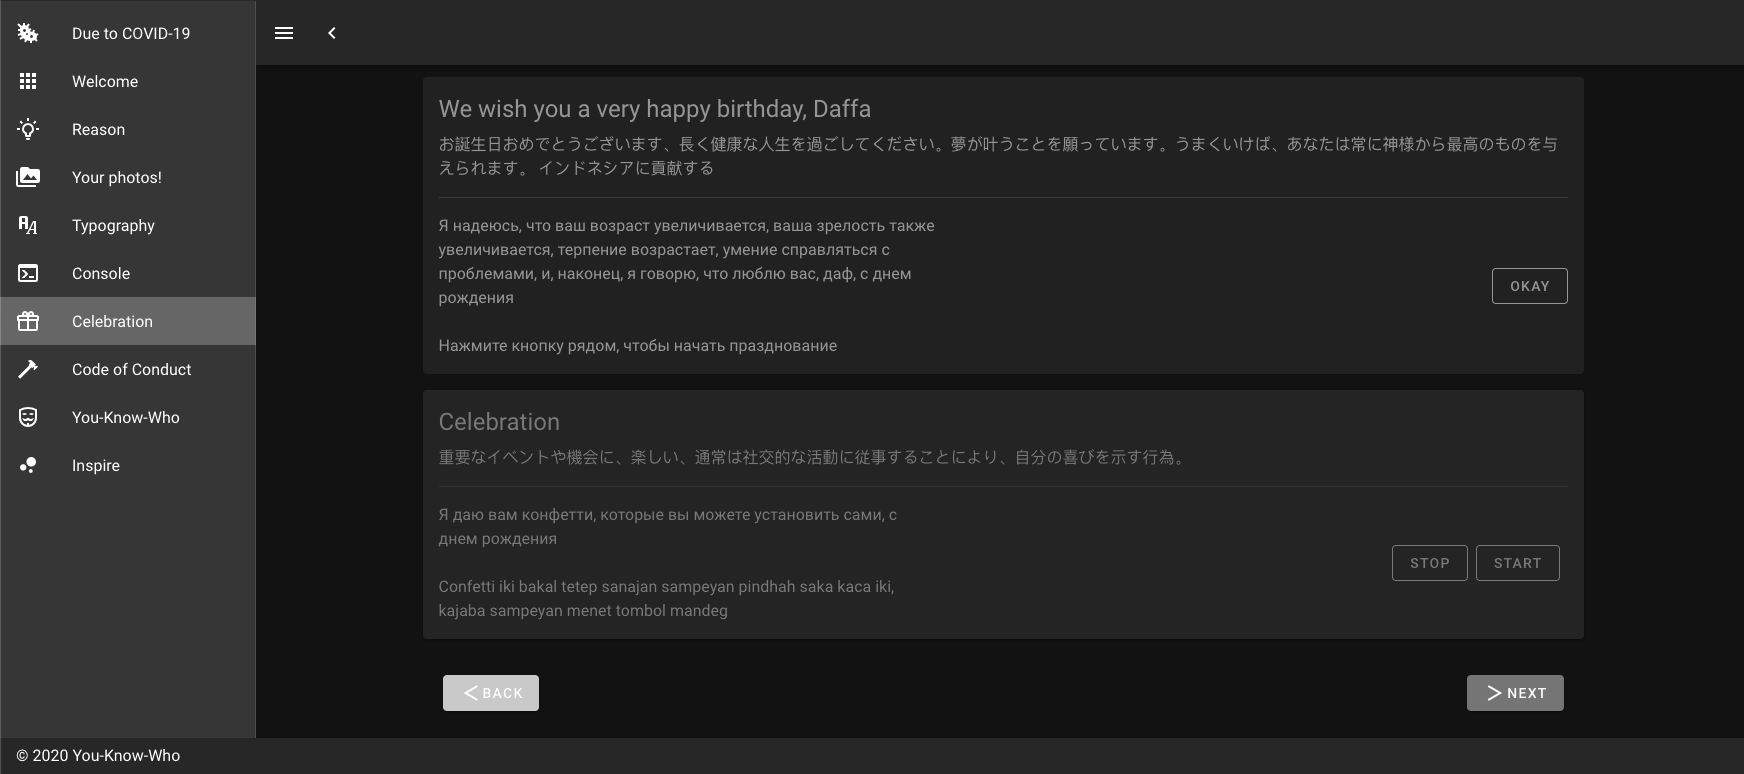 Due to COVID-19
Welcome
Reason
Your photos!
Typography
Console
Celebration
Code of Conduct
You-Know-Who
Inspire
We wish you a very happy birthday, Daffa
お誕生日おめでとうございます、長く健康な人生を過ごしてください。夢が叶うことを願っています。うまくいけば、あなたは常に神様から最高のものを与
えられます。 インドネシアに貢献する
Я надеюсь, что ваш возраст увеличивается, ваша зрелость также
увеличивается, терпение возрастает, умение справляться с
проблемами, и, наконец, я говорю, что люблю вас, даф, с днем
рождения
Нажмите кнопку рядом, чтобы начать празднование
OKAY
Celebration
重要なイベントや機会に、楽しい、通常は社交的な活動に従事することにより、自分の喜びを示す行為。
Я даю вам конфетти, которые вы можете установить сами, с
днем рождения
Confetti iki bakal tetep sanajan sampeyan pindhah saka kaca iki,
kajaba sampeyan menet tombol mandeg
STOP
START
BACK
NEXT
© 2020 You-Know-Who